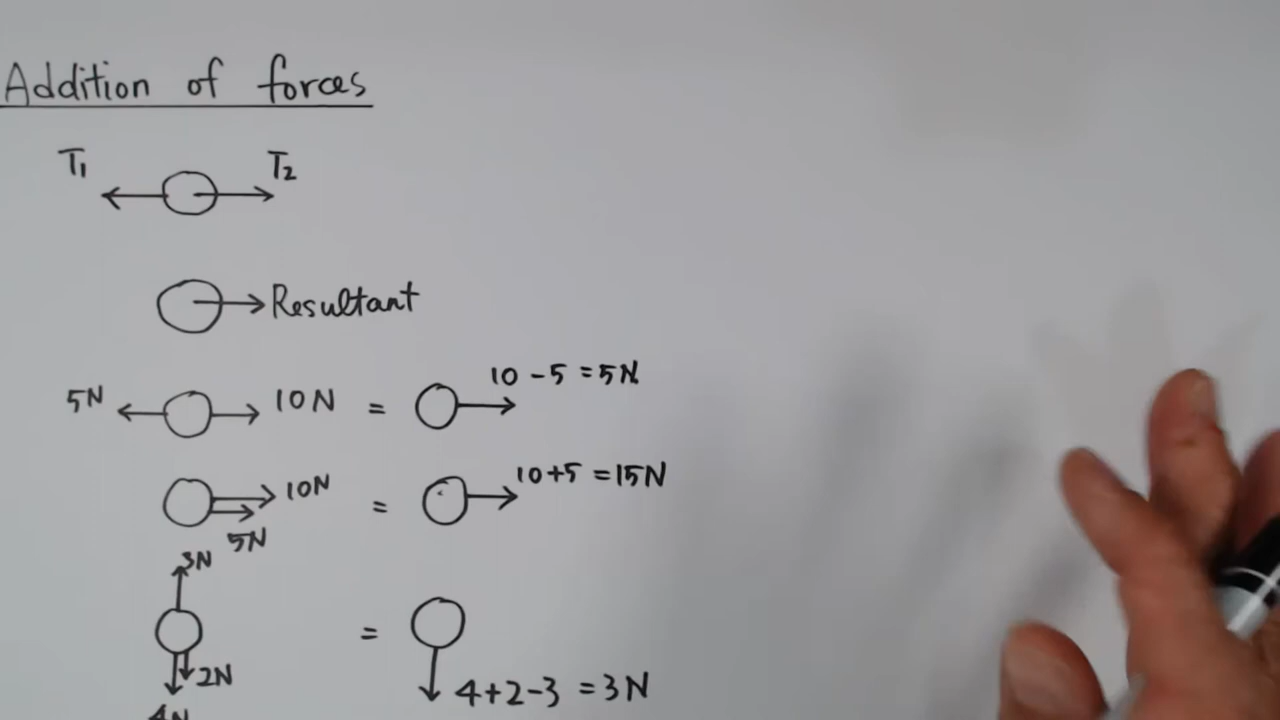 Addition of forces
T1 T2
Resultant
5N 10N = 10 - 5 = 5N
10N = 10+5 = 15N
5N
3N
=
2N 4+2-3 = 3N
4N